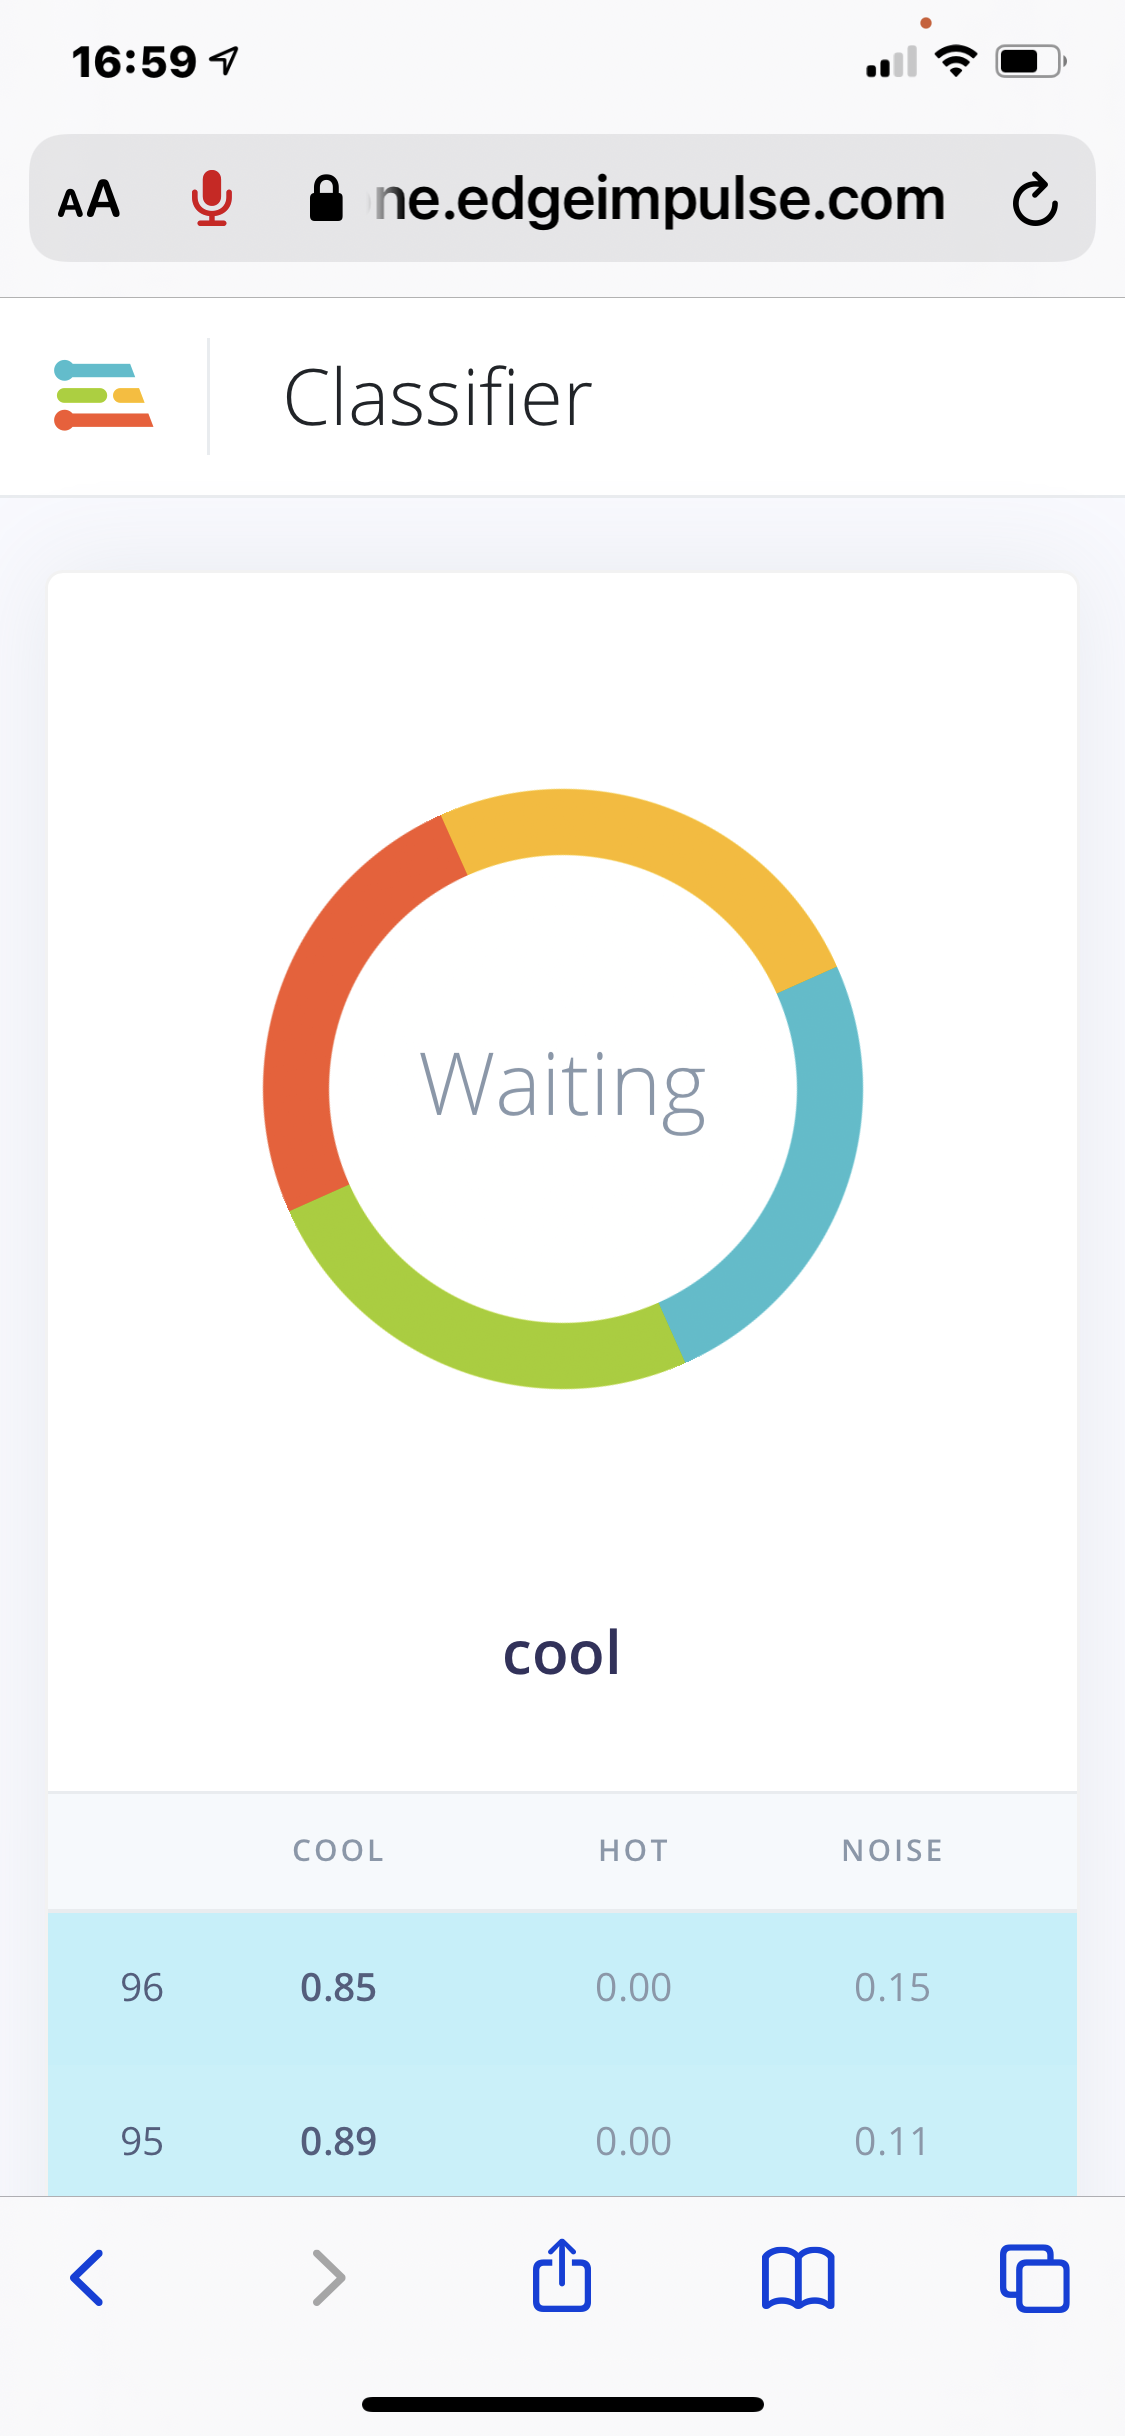 16:59
AA ne.edgeimpulse.com
Classifier
Waiting
cool
COOL HOT NOISE
96 0.85 0.00 0.15
95 0.89 0.00 0.11